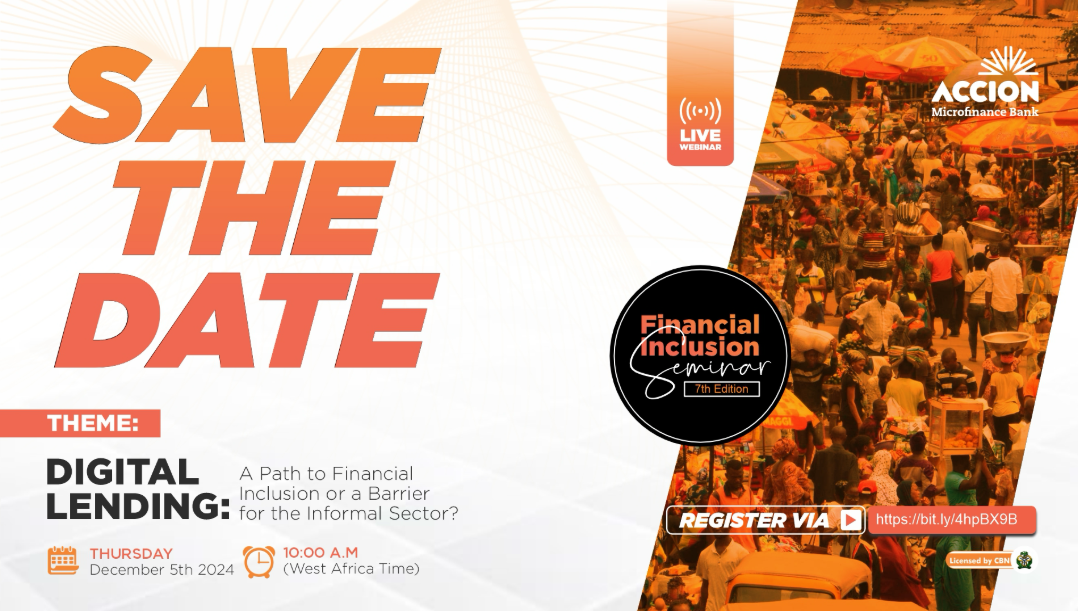 SAVE
THE
DATE
THEME:
DIGITAL
LENDING:
A Path to Financial
Inclusion or a Barrier
for the Informal Sector?
THURSDAY
December 5th 2024
10:00 A.M
(West Africa Time)
LIVE
WEBINAR
ACCION
Microfinance Bank
Financial
Inclusion
Seminar
7th Edition
REGISTER VIA
https://bit.ly/4hpBX9B
Licensed by CBN